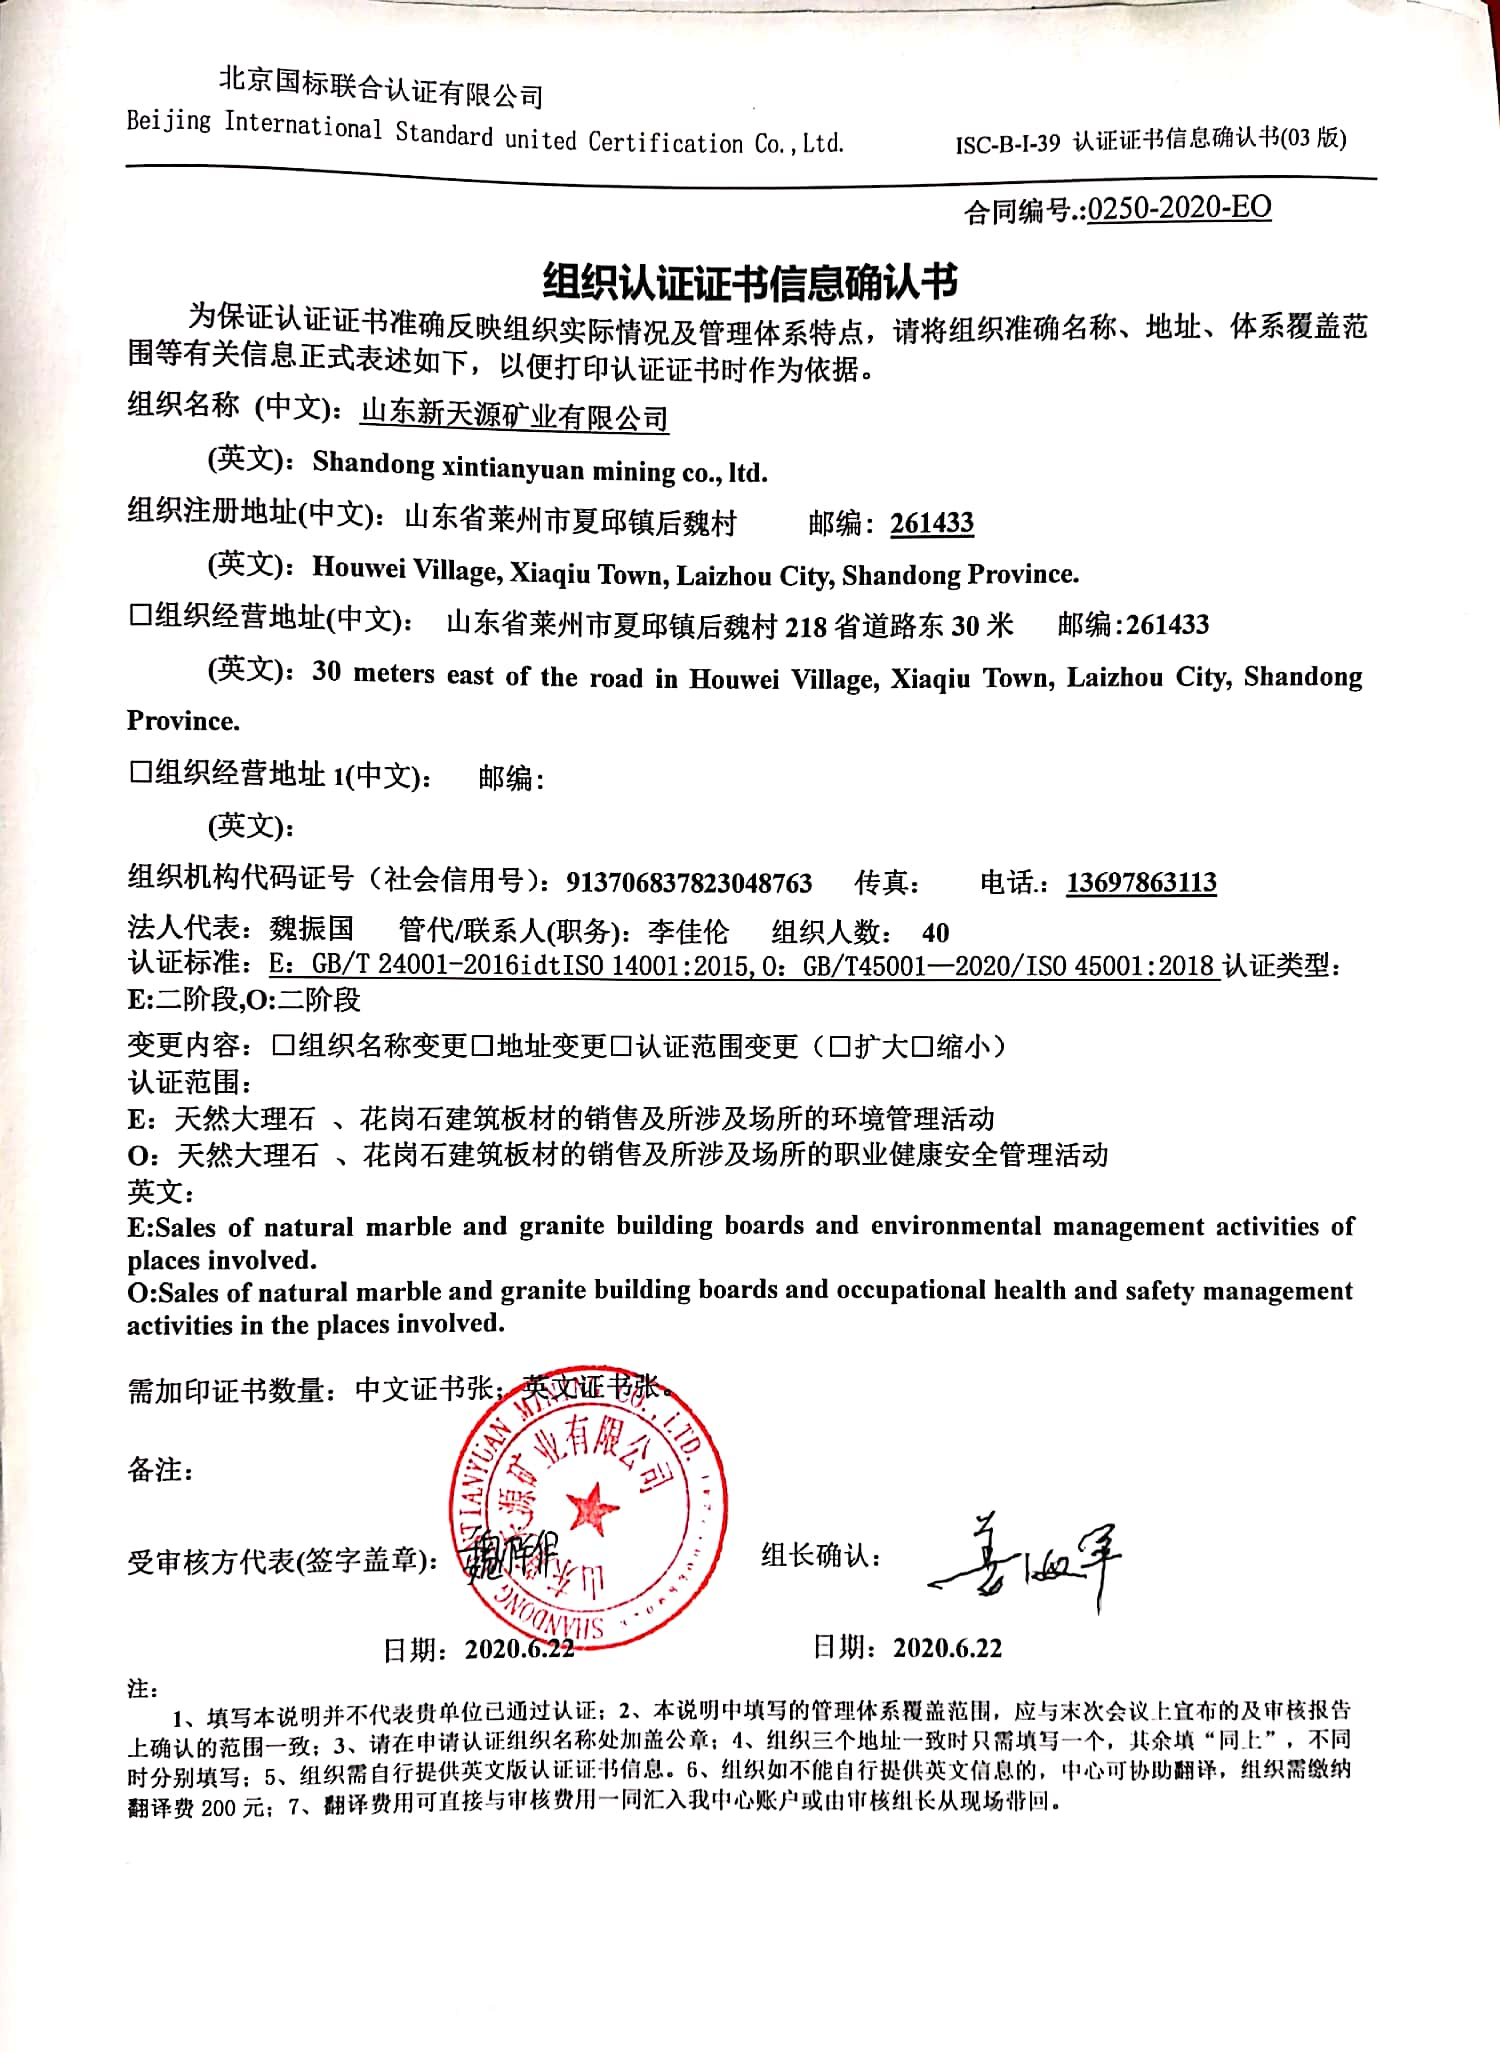 北京国标联合认证有限公司
Beijing International Standard united Certification Co.,Ltd.
ISC-B-I-39 认证证书信息确认书(03 版)
合同编号.:0250-2020-EO
组织认证证书信息确认书
为保证认证证书准确反映组织实际情况及管理体系特点，请将组织准确名称、地址、体系覆盖范
围等有关信息正式表述如下，以便打印认证证书时作为依据。
组织名称 (中文)：山东新天源矿业有限公司
(英文)：Shandong xintianyuan mining co., ltd.
组织注册地址(中文)：山东省莱州市夏邱镇后魏村 邮编：261433
(英文)：Houwei Village, Xiaqiu Town, Laizhou City, Shandong Province.
□组织经营地址(中文)： 山东省莱州市夏邱镇后魏村 218 省道路东 30 米 邮编:261433
(英文)：30 meters east of the road in Houwei Village, Xiaqiu Town, Laizhou City, Shandong
Province.
□组织经营地址 1(中文)： 邮编：
(英文)：
组织机构代码证号（社会信用号）：913706837823048763 传真： 电话.：13697863113
法人代表：魏振国 管代/联系人(职务)：李佳伦 组织人数： 40
认证标准：E：GB/T 24001-2016idtISO 14001:2015,O：GB/T45001—2020/ISO 45001:2018 认证类型：
E:二阶段,O:二阶段
变更内容：□组织名称变更□地址变更□认证范围变更（□扩大□缩小）
认证范围：
E：天然大理石 、花岗石建筑板材的销售及所涉及场所的环境管理活动
O：天然大理石 、花岗石建筑板材的销售及所涉及场所的职业健康安全管理活动
英文：
E:Sales of natural marble and granite building boards and environmental management activities of
places involved.
O:Sales of natural marble and granite building boards and occupational health and safety management
activities in the places involved.
需加印证书数量：中文证书张；英文证书张。
备注：
受审核方代表(签字盖章)： 组长确认：
日期：2020.6.22 日期：2020.6.22
注：
1、填写本说明并不代表贵单位已通过认证；2、本说明中填写的管理体系覆盖范围，应与末次会议上宣布的及审核报告
上确认的范围一致；3、请在申请认证组织名称处加盖公章；4、组织三个地址一致时只需填写一个，其余填“同上”，不同
时分别填写；5、组织需自行提供英文版认证证书信息。6、组织如不能自行提供英文信息的，中心可协助翻译，组织需缴纳
翻译费 200 元；7、翻译费用可直接与审核费用一同汇入我中心账户或由审核组长从现场带回。